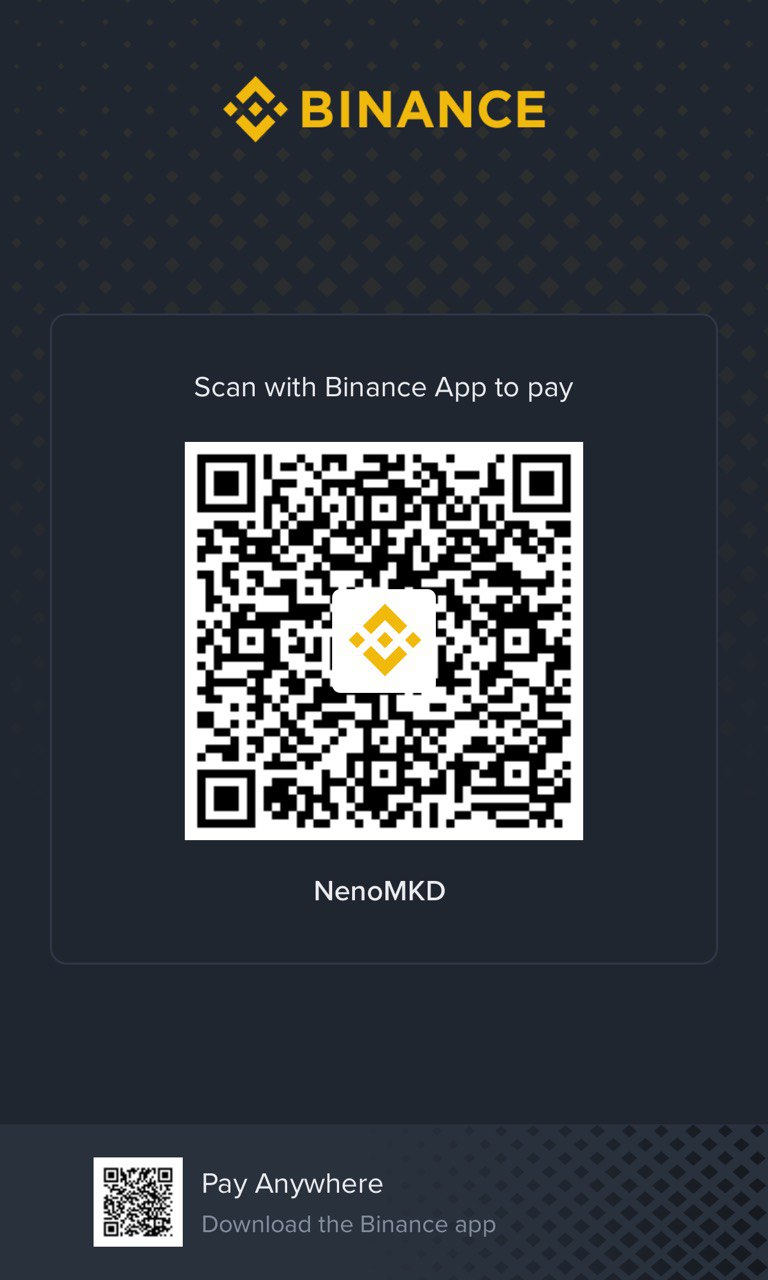 BINANCE
Scan with Binance App to pay
NenoMKD
Pay Anywhere
Download the Binance app